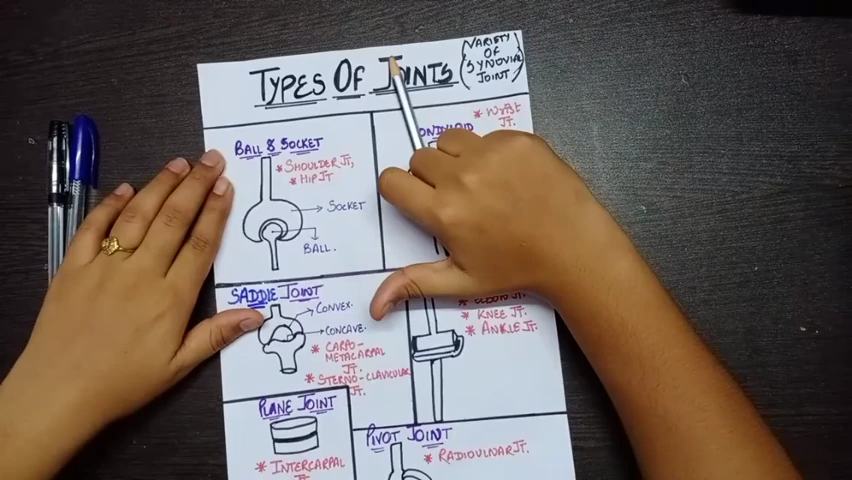 TYPES OF JOINTS
(VARIETY
OF
SYNOVIAL
JOINT)
BALL & SOCKET
* SHOULDER JT,
* HIP JT
SOCKET
BALL.
* WRIST
JT.
SADDLE JOINT
CONVEX.
CONCAVE.
* CARPO-
METACARPAL
JT.
* STERNO-CLAVICULAR
JT.
* KNEE JT.
* ANKLE JT.
PLANE JOINT
* INTERCARPAL
PIVOT JOINT
* RADIOULNAR JT.